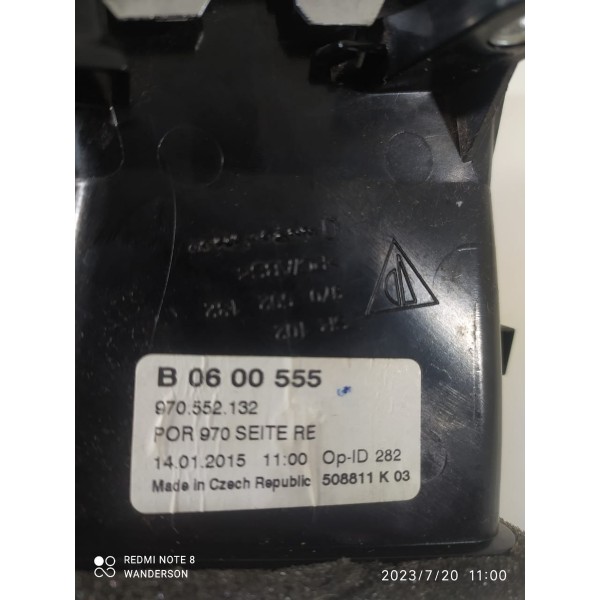 B 06 00 555
970.552.132
POR 970 SEITE RE
14.01.2015 11:00 Op-ID 282
Made in Czech Republic 508811 K 03
REDMI NOTE 8
WANDERSON
2023/7/20 11:00